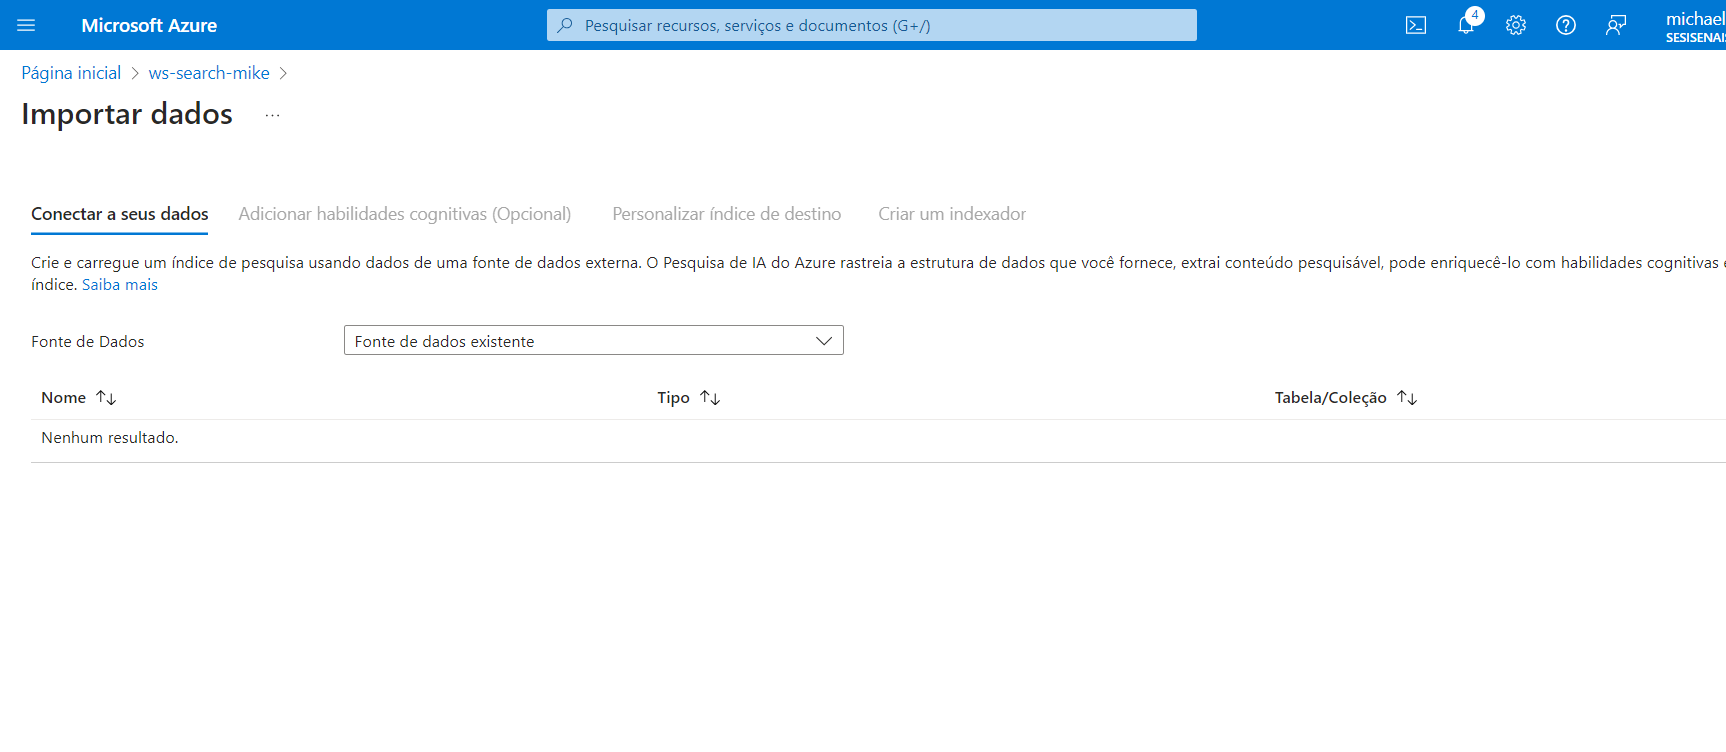 Microsoft Azure
Pesquisar recursos, serviços e documentos (G+/)
4
michael
SESISENAI
Página inicial > ws-search-mike >
Importar dados ...
Conectar a seus dados Adicionar habilidades cognitivas (Opcional) Personalizar índice de destino Criar um indexador
Crie e carregue um índice de pesquisa usando dados de uma fonte de dados externa. O Pesquisa de IA do Azure rastreia a estrutura de dados que você fornece, extrai conteúdo pesquisável, pode enriquecê-lo com habilidades cognitivas e
índice. Saiba mais
Fonte de Dados Fonte de dados existente
Nome Tipo Tabela/Coleção
Nenhum resultado.